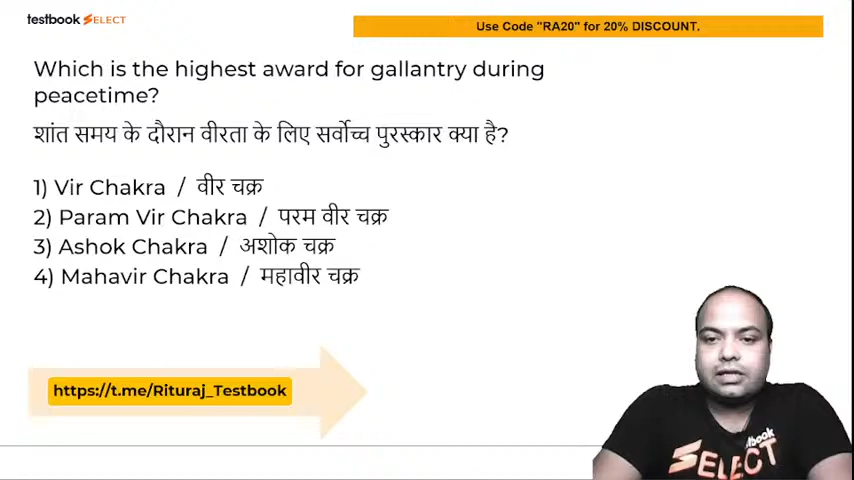 testbook SELECT
Use Code "RA20" for 20% DISCOUNT.
Which is the highest award for gallantry during
peacetime?
शांत समय के दौरान वीरता के लिए सर्वोच्च पुरस्कार क्या है?
1) Vir Chakra / वीर चक्र
2) Param Vir Chakra / परम वीर चक्र
3) Ashok Chakra / अशोक चक्र
4) Mahavir Chakra / महावीर चक्र
https://t.me/Rituraj_Testbook
testbook
SELECT